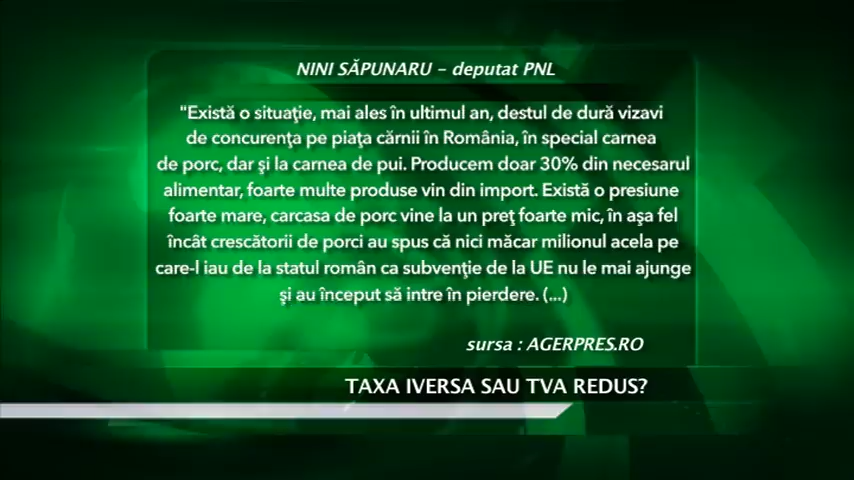 NINI SĂPUNARU – deputat PNL
"Există o situaţie, mai ales în ultimul an, destul de dură vizavi
de concurenţa pe piaţa cărnii în România, în special carnea
de porc, dar şi la carnea de pui. Producem doar 30% din necesarul
alimentar, foarte multe produse vin din import. Există o presiune
foarte mare, carcasa de porc vine la un preţ foarte mic, în aşa fel
încât crescătorii de porci au spus că nici măcar milionul acela pe
care-l iau de la statul român ca subvenţie de la UE nu le mai ajunge
şi au început să intre în pierdere. (...)
sursa : AGERPRES.RO
TAXA IVERSA SAU TVA REDUS?